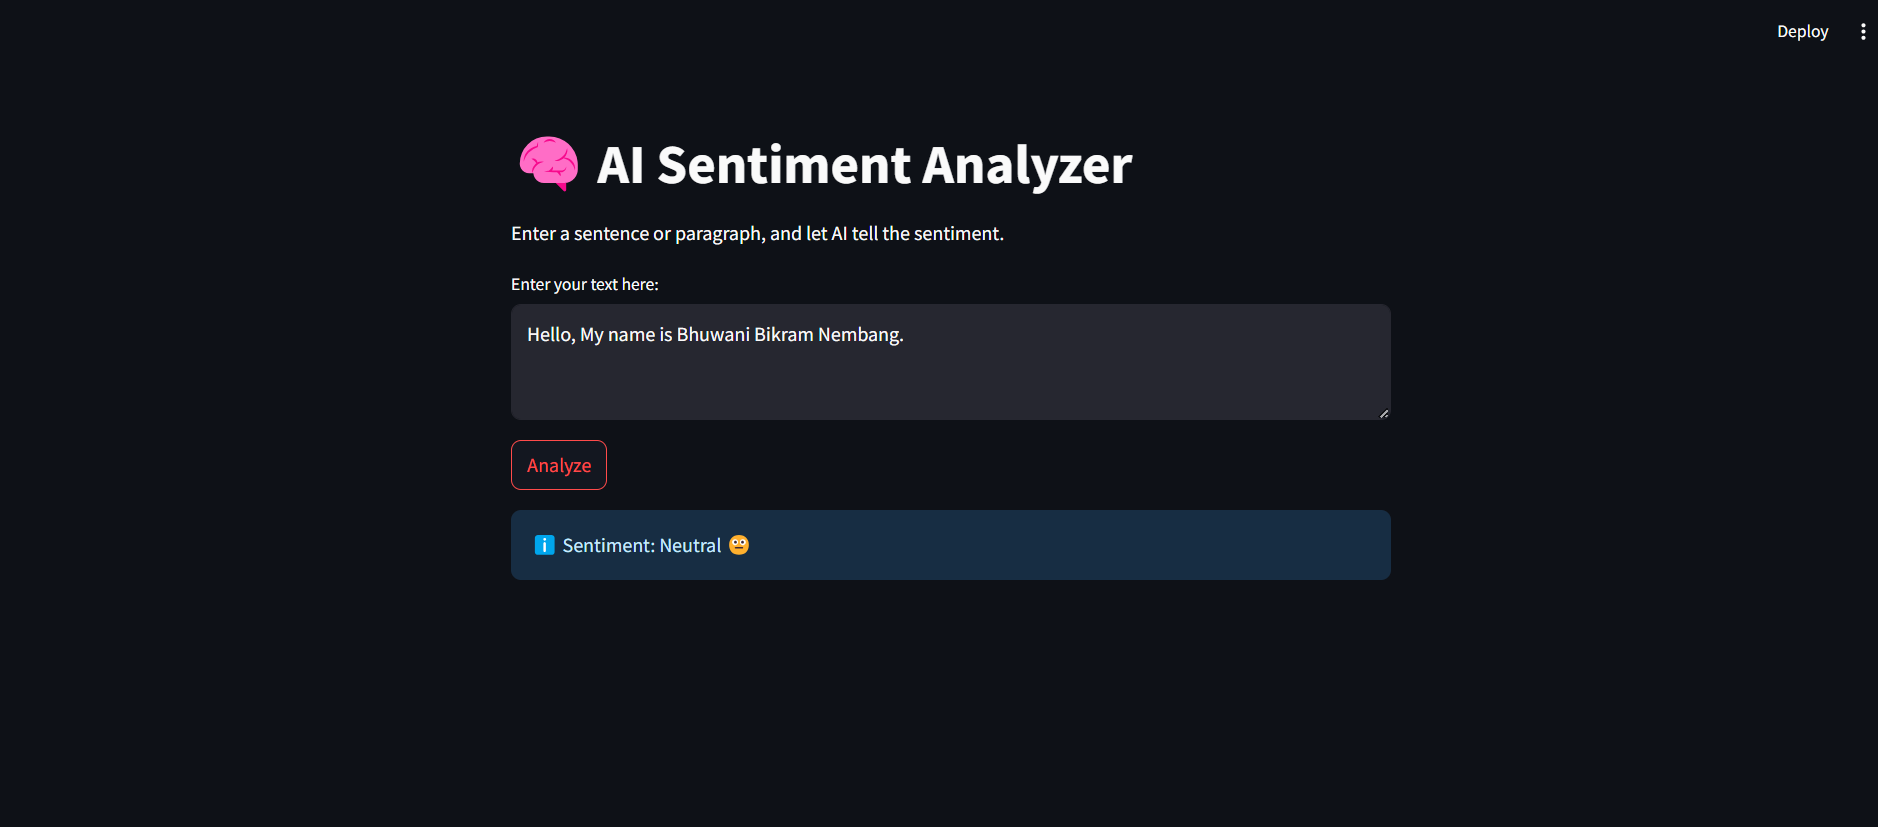 Deploy
🧠 AI Sentiment Analyzer
Enter a sentence or paragraph, and let AI tell the sentiment.
Enter your text here:
Hello, My name is Bhuwani Bikram Nembang.
Analyze
ℹ️ Sentiment: Neutral 😐